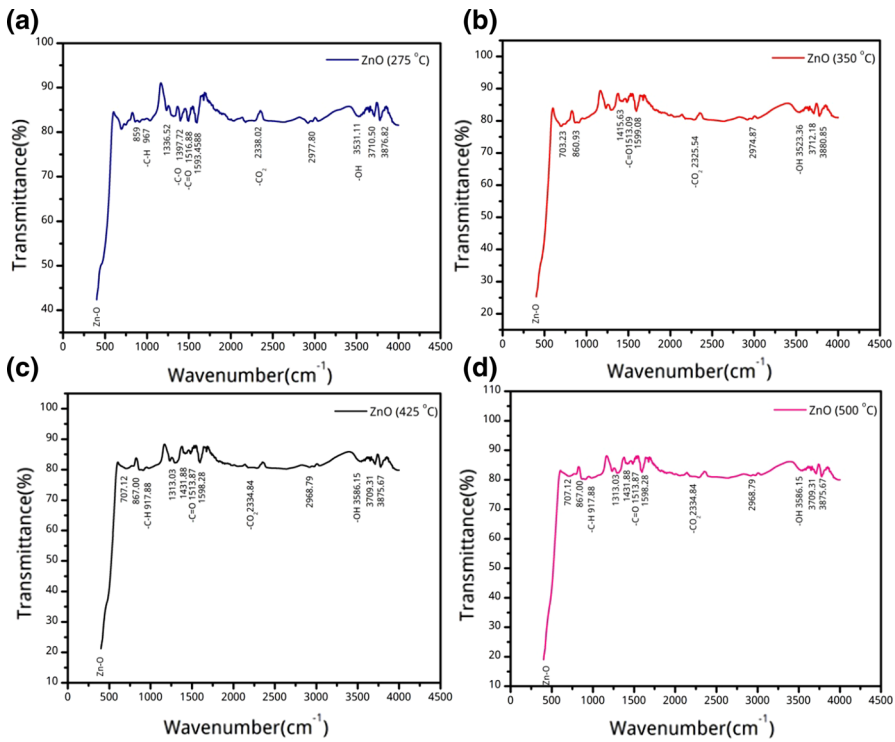 (a)
ZnO (275 °C)
Transmittance(%)
100
90
80
70
60
50
40
859
-C-H 967
1336.52
-C-O 1397.72
-C=O 1516.88
1593.4588
-CO2 2338.02
2977.80
-OH 3531.11
3710.50
3876.82
Zn-O
0 500 1000 1500 2000 2500 3000 3500 4000 4500
Wavenumber(cm-1)
(b)
ZnO (350 °C)
Transmittance(%)
100
90
80
70
60
50
40
30
20
703.23
860.93
1415.63
-C=O1513.09
1599.08
-CO2 2325.54
2974.87
-OH 3523.36
3712.18
3880.85
Zn-O
0 500 1000 1500 2000 2500 3000 3500 4000 4500
Wavenumber(cm-1)
(c)
ZnO (425 °C)
Transmittance(%)
100
90
80
70
60
50
40
30
20
10
707.12
867.00
-C-H 917.88
1313.03
1431.88
-C=O 1513.87
1598.28
-CO2 2334.84
2968.79
-OH 3586.15
3709.31
3875.67
Zn-O
0 500 1000 1500 2000 2500 3000 3500 4000 4500
Wavenumber(cm-1)
(d)
ZnO (500 °C)
Transmittance(%)
110
100
90
80
70
60
50
40
30
20
10
707.12
867.00
-C-H 917.88
1313.03
1431.88
-C=O 1513.87
1598.28
-CO2 2334.84
2968.79
-OH 3586.15
3709.31
3875.67
Zn-O
0 500 1000 1500 2000 2500 3000 3500 4000 4500
Wavenumber(cm-1)